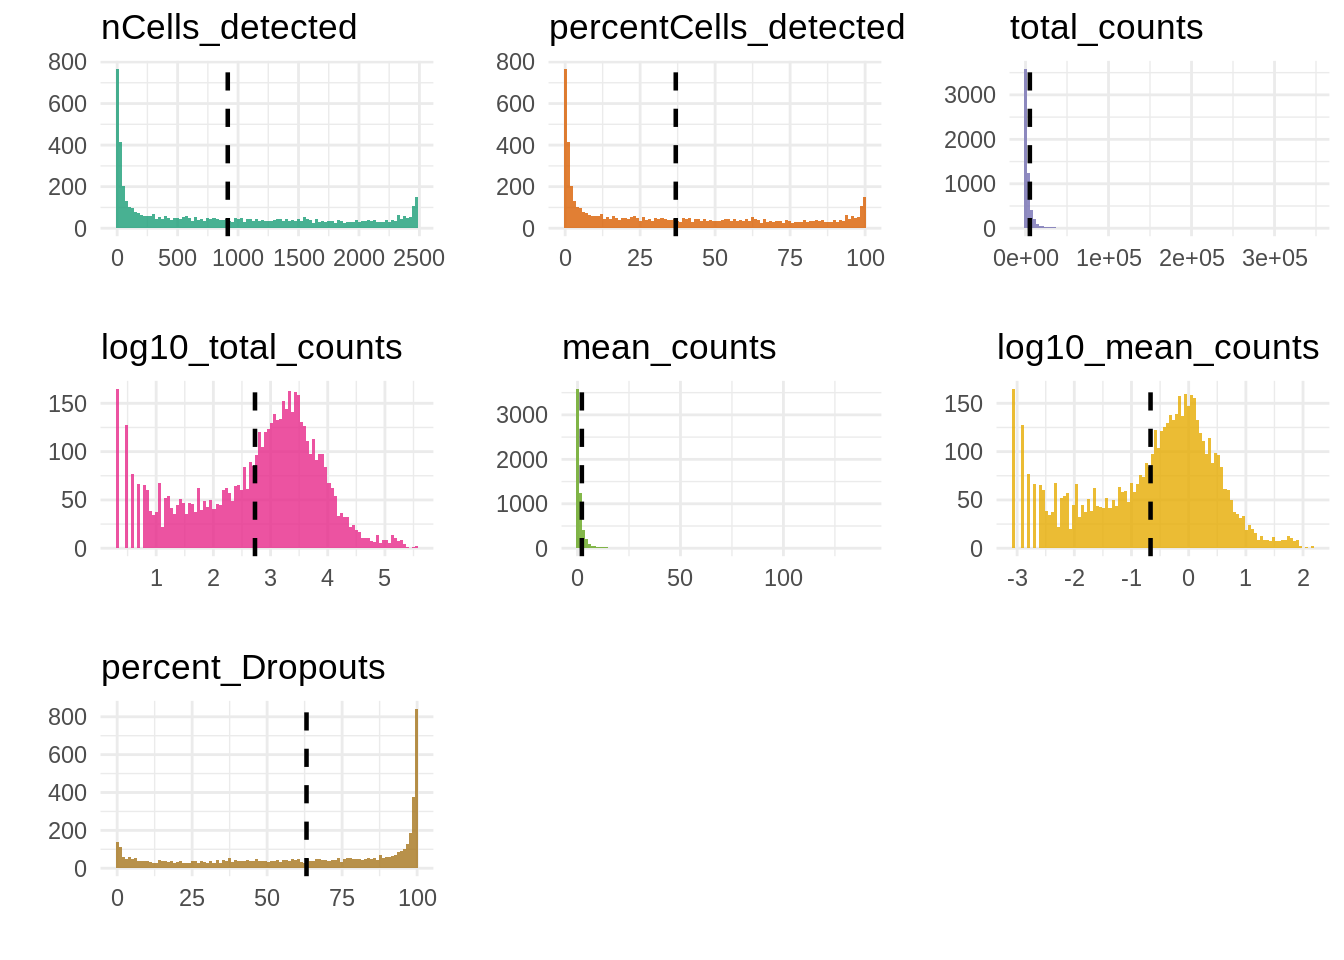 nCells_detected
800
600
400
200
0
0 500 1000 1500 2000 2500
percentCells_detected
800
600
400
200
0
0 25 50 75 100
total_counts
3000
2000
1000
0
0e+00 1e+05 2e+05 3e+05
log10_total_counts
150
100
50
0
1 2 3 4 5
mean_counts
3000
2000
1000
0
0 50 100
log10_mean_counts
150
100
50
0
-3 -2 -1 0 1 2
percent_Dropouts
800
600
400
200
0
0 25 50 75 100